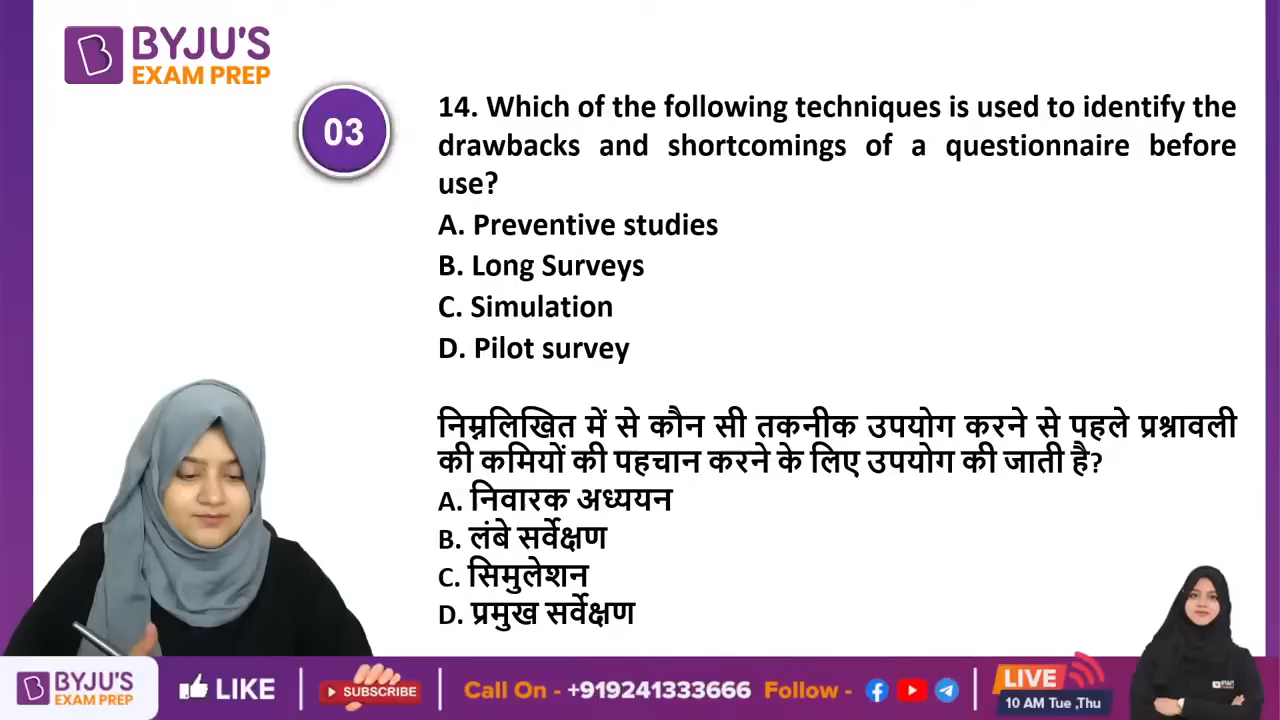 BYJU'S
EXAM PREP
03
14. Which of the following techniques is used to identify the
drawbacks and shortcomings of a questionnaire before
use?
A. Preventive studies
B. Long Surveys
C. Simulation
D. Pilot survey
निम्नलिखित में से कौन सी तकनीक उपयोग करने से पहले प्रश्नावली
की कमियों की पहचान करने के लिए उपयोग की जाती है?
A. निवारक अध्ययन
B. लंबे सर्वेक्षण
C. सिमुलेशन
D. प्रमुख सर्वेक्षण
BYJU'S
EXAM PREP
LIKE
SUBSCRIBE
Call On - +919241333666 Follow -
LIVE
10 AM Tue ,Thu